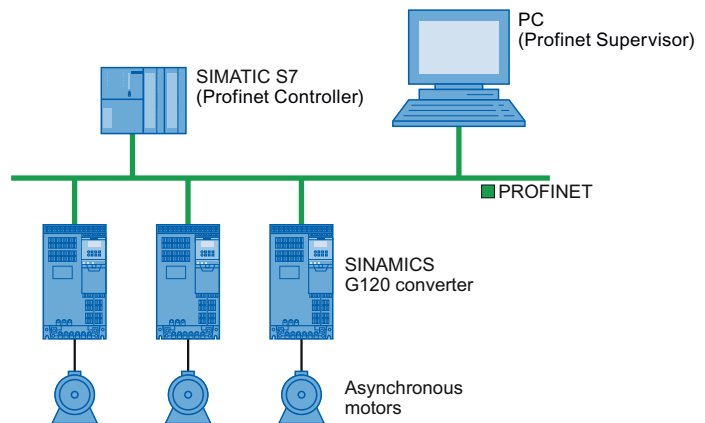 PC
(Profinet Supervisor)
SIMATIC S7
(Profinet Controller)
PROFINET
SINAMICS
G120 converter
Asynchronous
motors